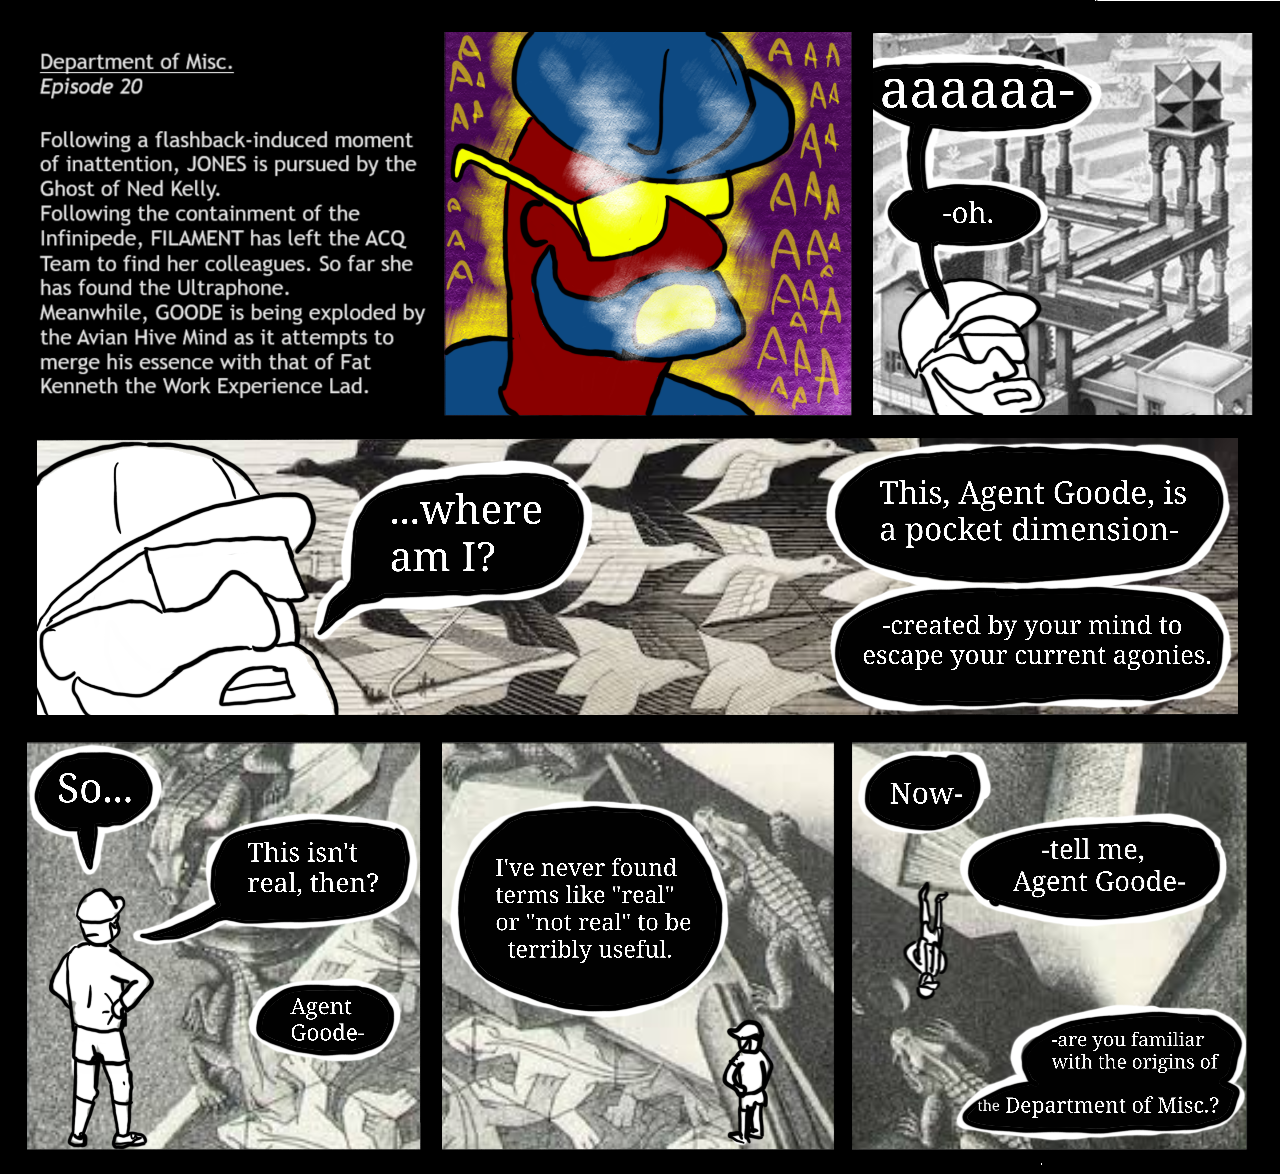 Department of Misc.
Episode 20
Following a flashback-induced moment
of inattention, JONES is pursued by the
Ghost of Ned Kelly.
Following the containment of the
Infinipede, FILAMENT has left the ACQ
Team to find her colleagues. So far she
has found the Ultraphone.
Meanwhile, GOODE is being exploded by
the Avian Hive Mind as it attempts to
merge his essence with that of Fat
Kenneth the Work Experience Lad.
A A A A A
A A A A
A A A A A
A A A A
A A A A
A A A A
A A A
A A A
A A
aaaaaa-
-oh.
...where
am I?
This, Agent Goode, is
a pocket dimension-
-created by your mind to
escape your current agonies.
So...
This isn't
real, then?
Agent
Goode-
I've never found
terms like "real"
or "not real" to be
terribly useful.
Now-
-tell me,
Agent Goode-
-are you familiar
with the origins of
the Department of Misc.?